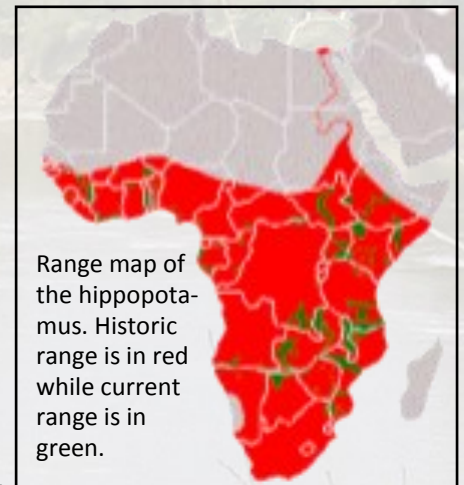 Range map of
the hippopota-
mus. Historic
range is in red
while current
range is in
green.